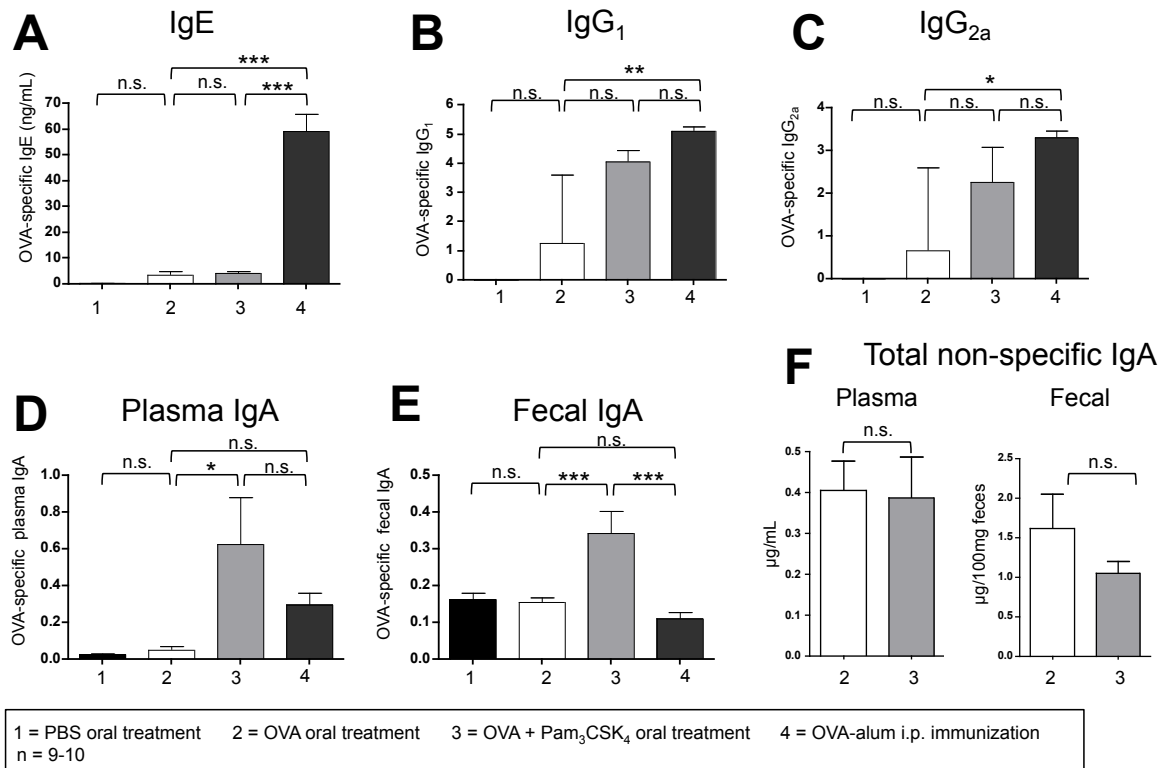 A
IgE
***
n.s.
n.s.
***
OVA-specific IgE (ng/mL)
70
60
50
40
30
20
10
0
1
2
3
4
B
IgG1
**
n.s.
n.s.
n.s.
OVA-specific IgG1
6
5
4
3
2
1
0
1
2
3
4
C
IgG2a
*
n.s.
n.s.
n.s.
OVA-specific IgG2a
4
3
2
1
0
1
2
3
4
D
Plasma IgA
n.s.
n.s.
*
n.s.
OVA-specific plasma IgA
1.0
0.8
0.6
0.4
0.2
0.0
1
2
3
4
E
Fecal IgA
n.s.
n.s.
***
***
OVA-specific fecal IgA
0.5
0.4
0.3
0.2
0.1
0.0
1
2
3
4
F
Total non-specific IgA
Plasma
n.s.
µg/mL
0.5
0.4
0.3
0.2
0.1
0.0
2
3
Fecal
n.s.
µg/100mg feces
2.5
2.0
1.5
1.0
0.5
0.0
2
3
1 = PBS oral treatment 2 = OVA oral treatment 3 = OVA + Pam3CSK4 oral treatment 4 = OVA-alum i.p. immunization
n = 9-10